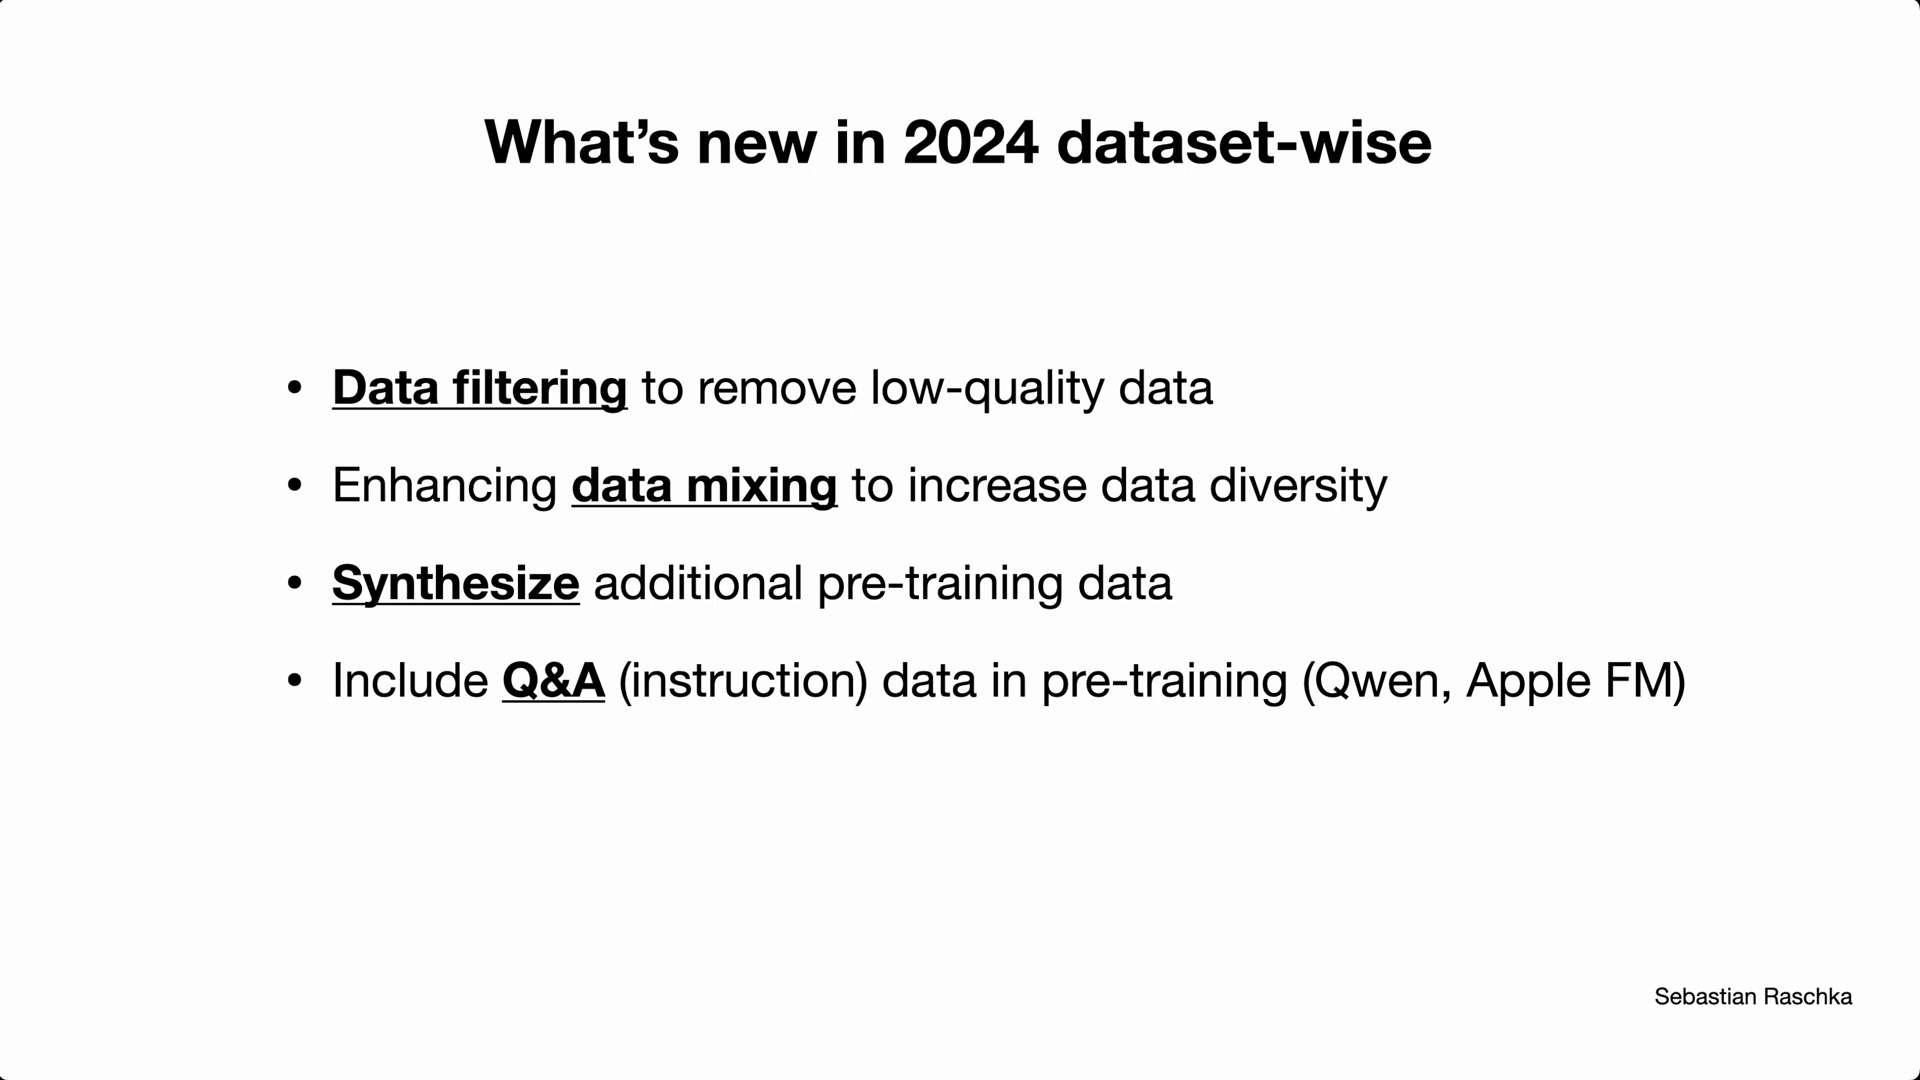 What’s new in 2024 dataset-wise
• Data filtering to remove low-quality data
• Enhancing data mixing to increase data diversity
• Synthesize additional pre-training data
• Include Q&A (instruction) data in pre-training (Qwen, Apple FM)
Sebastian Raschka